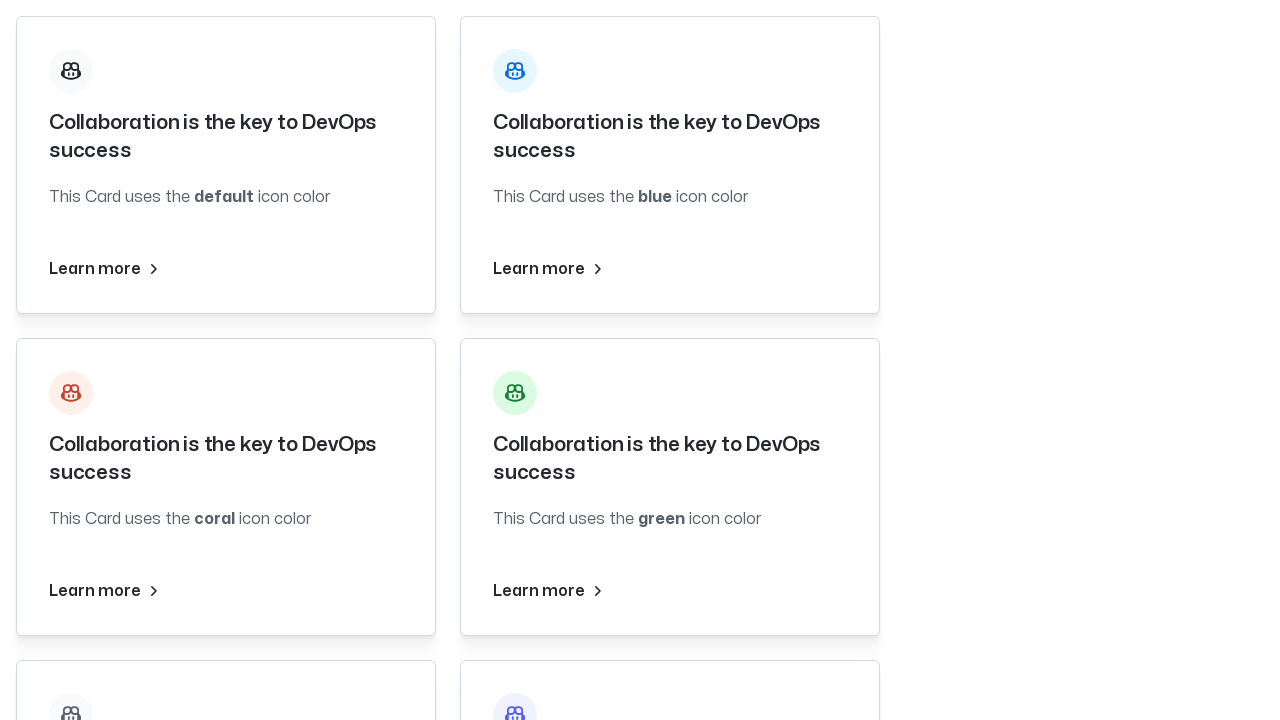 Collaboration is the key to DevOps
success
This Card uses the default icon color
Learn more
Collaboration is the key to DevOps
success
This Card uses the blue icon color
Learn more
Collaboration is the key to DevOps
success
This Card uses the coral icon color
Learn more
Collaboration is the key to DevOps
success
This Card uses the green icon color
Learn more